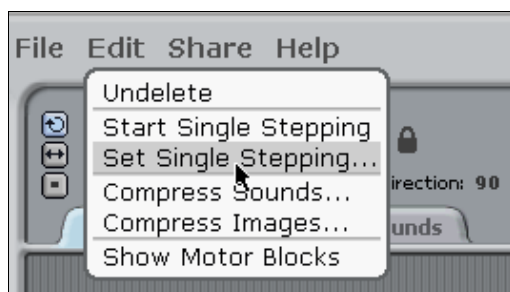 File Edit Share Help
Undelete
Start Single Stepping
Set Single Stepping...
Compress Sounds...
Compress Images...
Show Motor Blocks
irection: 90
unds